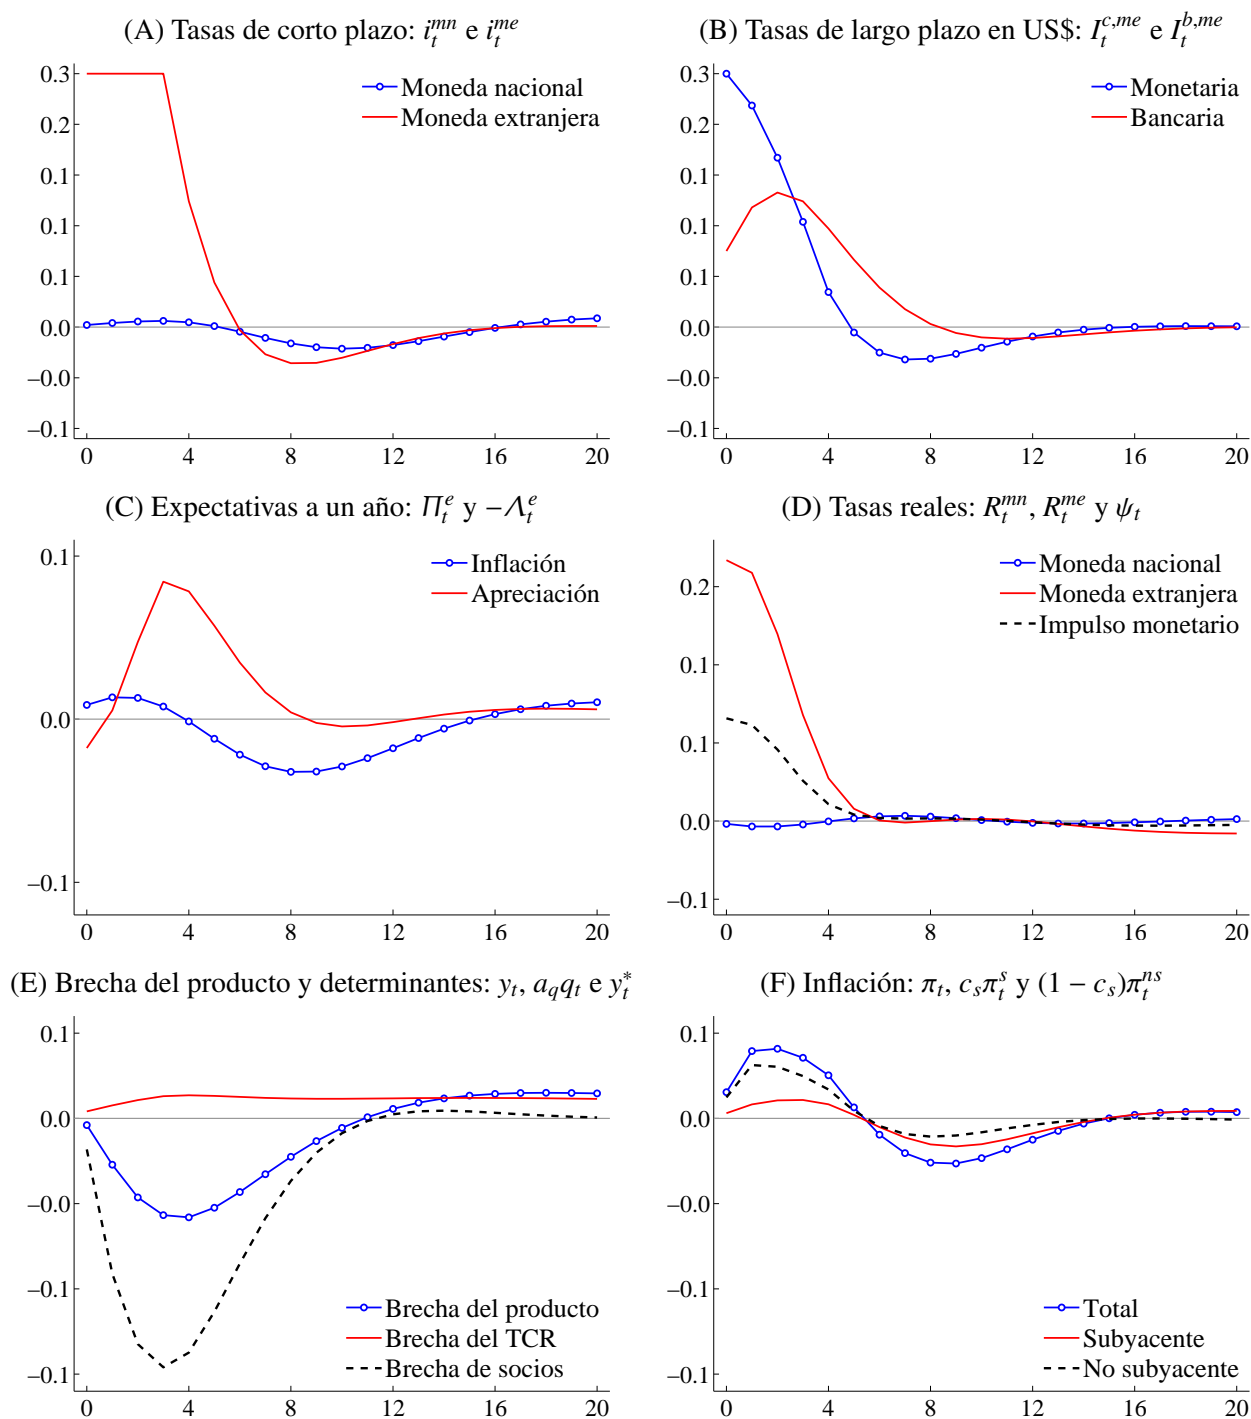 (A) Tasas de corto plazo: i_t^{mn} e i_t^{me}
0.3
0.2
0.1
0.1
0.1
0.0
−0.0
−0.1
Moneda nacional
Moneda extranjera
0 4 8 12 16 20
(B) Tasas de largo plazo en US$: I_t^{c,me} e I_t^{b,me}
0.3
0.2
0.1
0.1
0.1
0.0
−0.0
−0.1
Monetaria
Bancaria
0 4 8 12 16 20
(C) Expectativas a un año: Π_t^e y −Λ_t^e
0.1
0.0
−0.1
Inflación
Apreciación
0 4 8 12 16 20
(D) Tasas reales: R_t^{mn}, R_t^{me} y ψ_t
0.2
0.1
0.1
0.0
−0.1
Moneda nacional
Moneda extranjera
Impulso monetario
0 4 8 12 16 20
(E) Brecha del producto y determinantes: y_t, a_q q_t e y_t^*
0.1
0.0
−0.0
−0.1
−0.1
Brecha del producto
Brecha del TCR
Brecha de socios
0 4 8 12 16 20
(F) Inflación: π_t, c_s π_t^s y (1 − c_s)π_t^{ns}
0.1
0.0
−0.0
−0.1
−0.1
Total
Subyacente
No subyacente
0 4 8 12 16 20